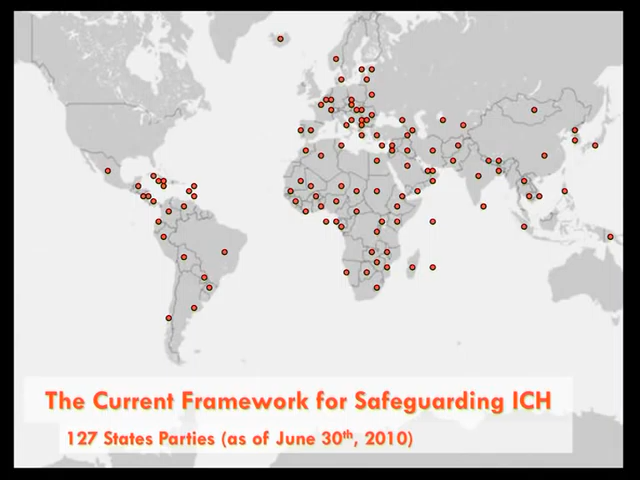 The Current Framework for Safeguarding ICH
127 States Parties (as of June 30th, 2010)